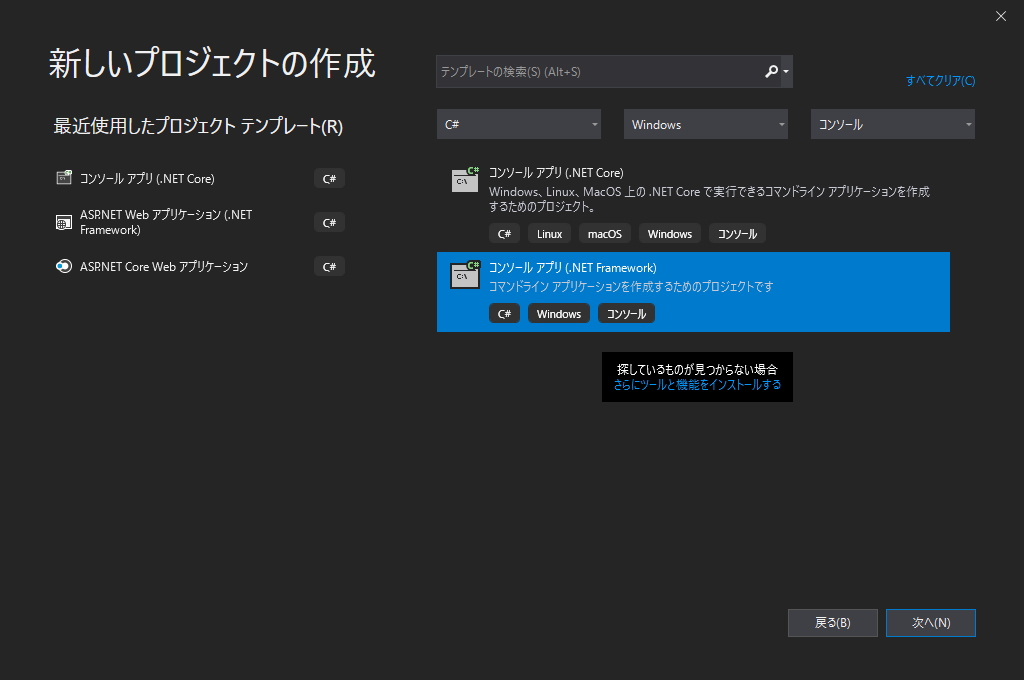 新しいプロジェクトの作成
テンプレートの検索(S) (Alt+S)
すべてクリア(C)
最近使用したプロジェクト テンプレート(R)
C#
Windows
コンソール
コンソール アプリ (.NET Core)
C#
ASP.NET Web アプリケーション (.NET
Framework)
C#
ASP.NET Core Web アプリケーション
C#
C#
C:\
コンソール アプリ (.NET Core)
Windows、Linux、MacOS 上の .NET Core で実行できるコマンドライン アプリケーションを作成
するためのプロジェクト。
C# Linux macOS Windows コンソール
C#
C:\
コンソール アプリ (.NET Framework)
コマンドライン アプリケーションを作成するためのプロジェクトです
C# Windows コンソール
探しているものが見つからない場合
さらにツールと機能をインストールする
戻る(B)
次へ(N)